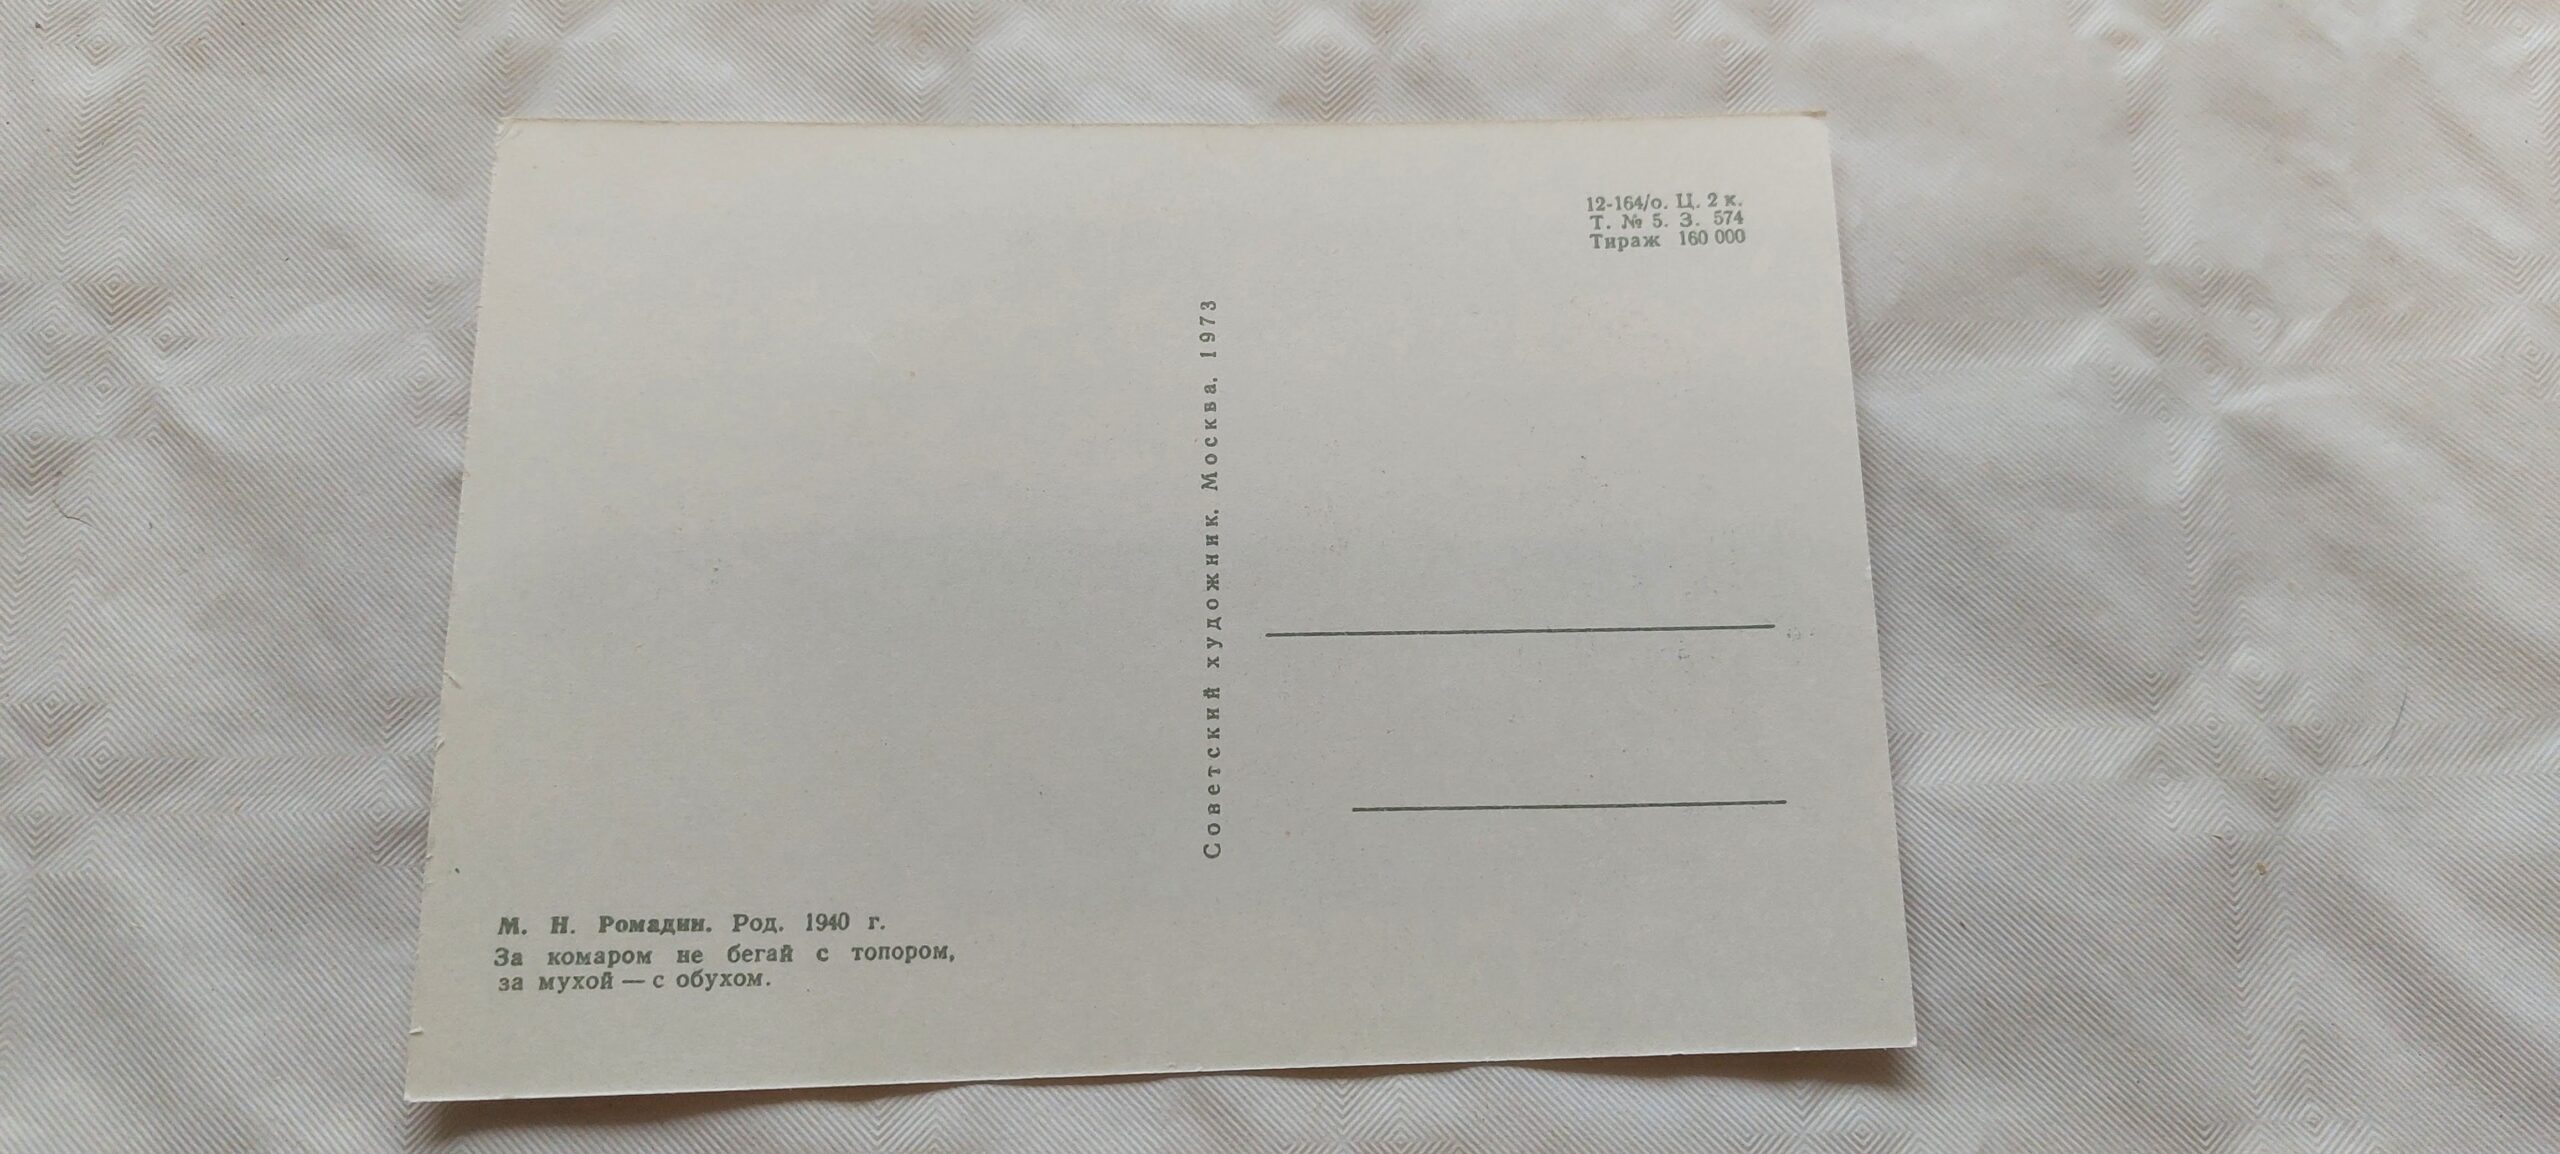 12-164/о. Ц. 2 к.
Т. № 5. З. 574
Тираж 160 000
Советский художник. Москва. 1973
М. Н. Ромадин. Род. 1940 г.
За комаром не бегай с топором,
за мухой — с обухом.